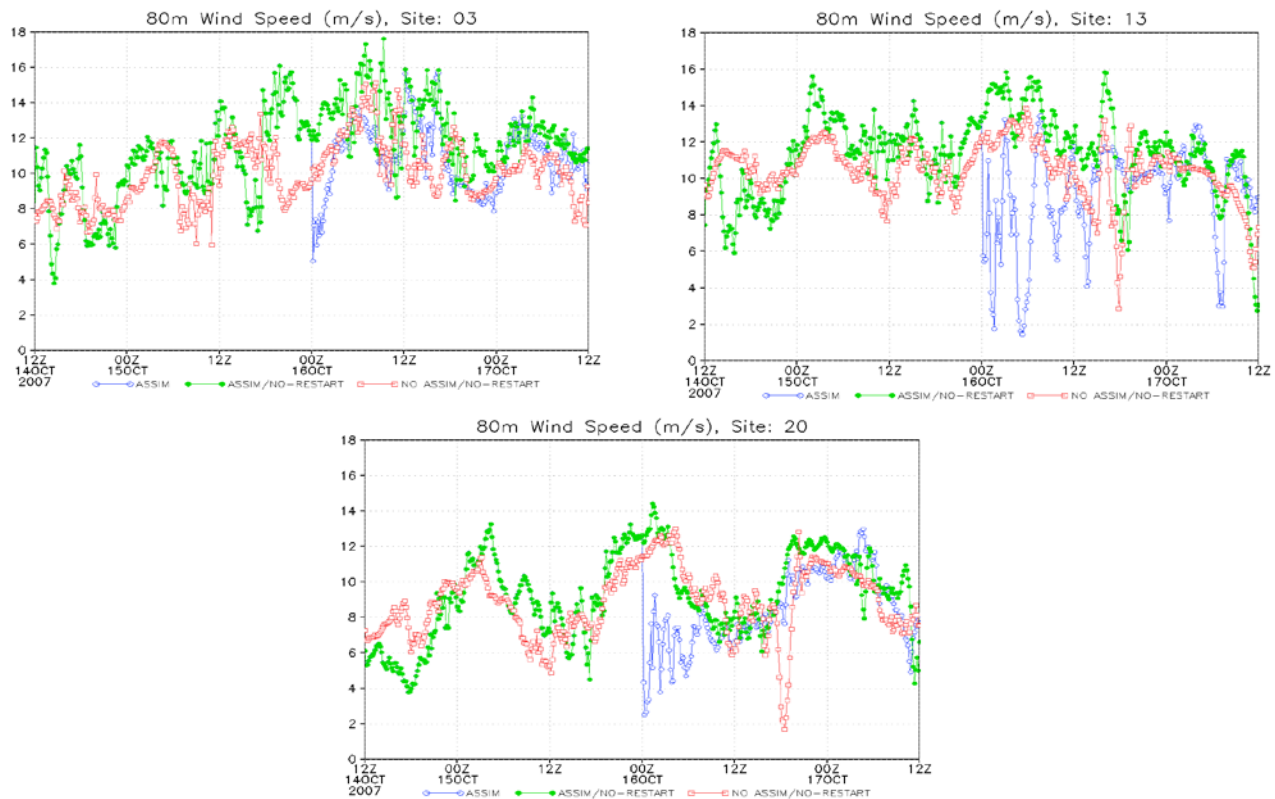 80m Wind Speed (m/s), Site: 03
18
16
14
12
10
8
6
4
2
0
12Z 00Z 12Z 00Z 12Z 00Z 12Z
14OCT 15OCT 16OCT 17OCT
2007
ASSIM ASSIM/NO-RESTART NO ASSIM/NO-RESTART
80m Wind Speed (m/s), Site: 13
18
16
14
12
10
8
6
4
2
0
12Z 00Z 12Z 00Z 12Z 00Z 12Z
14OCT 15OCT 16OCT 17OCT
2007
ASSIM ASSIM/NO-RESTART NO ASSIM/NO-RESTART
80m Wind Speed (m/s), Site: 20
18
16
14
12
10
8
6
4
2
0
12Z 00Z 12Z 00Z 12Z 00Z 12Z
14OCT 15OCT 16OCT 17OCT
2007
ASSIM ASSIM/NO-RESTART NO ASSIM/NO-RESTART